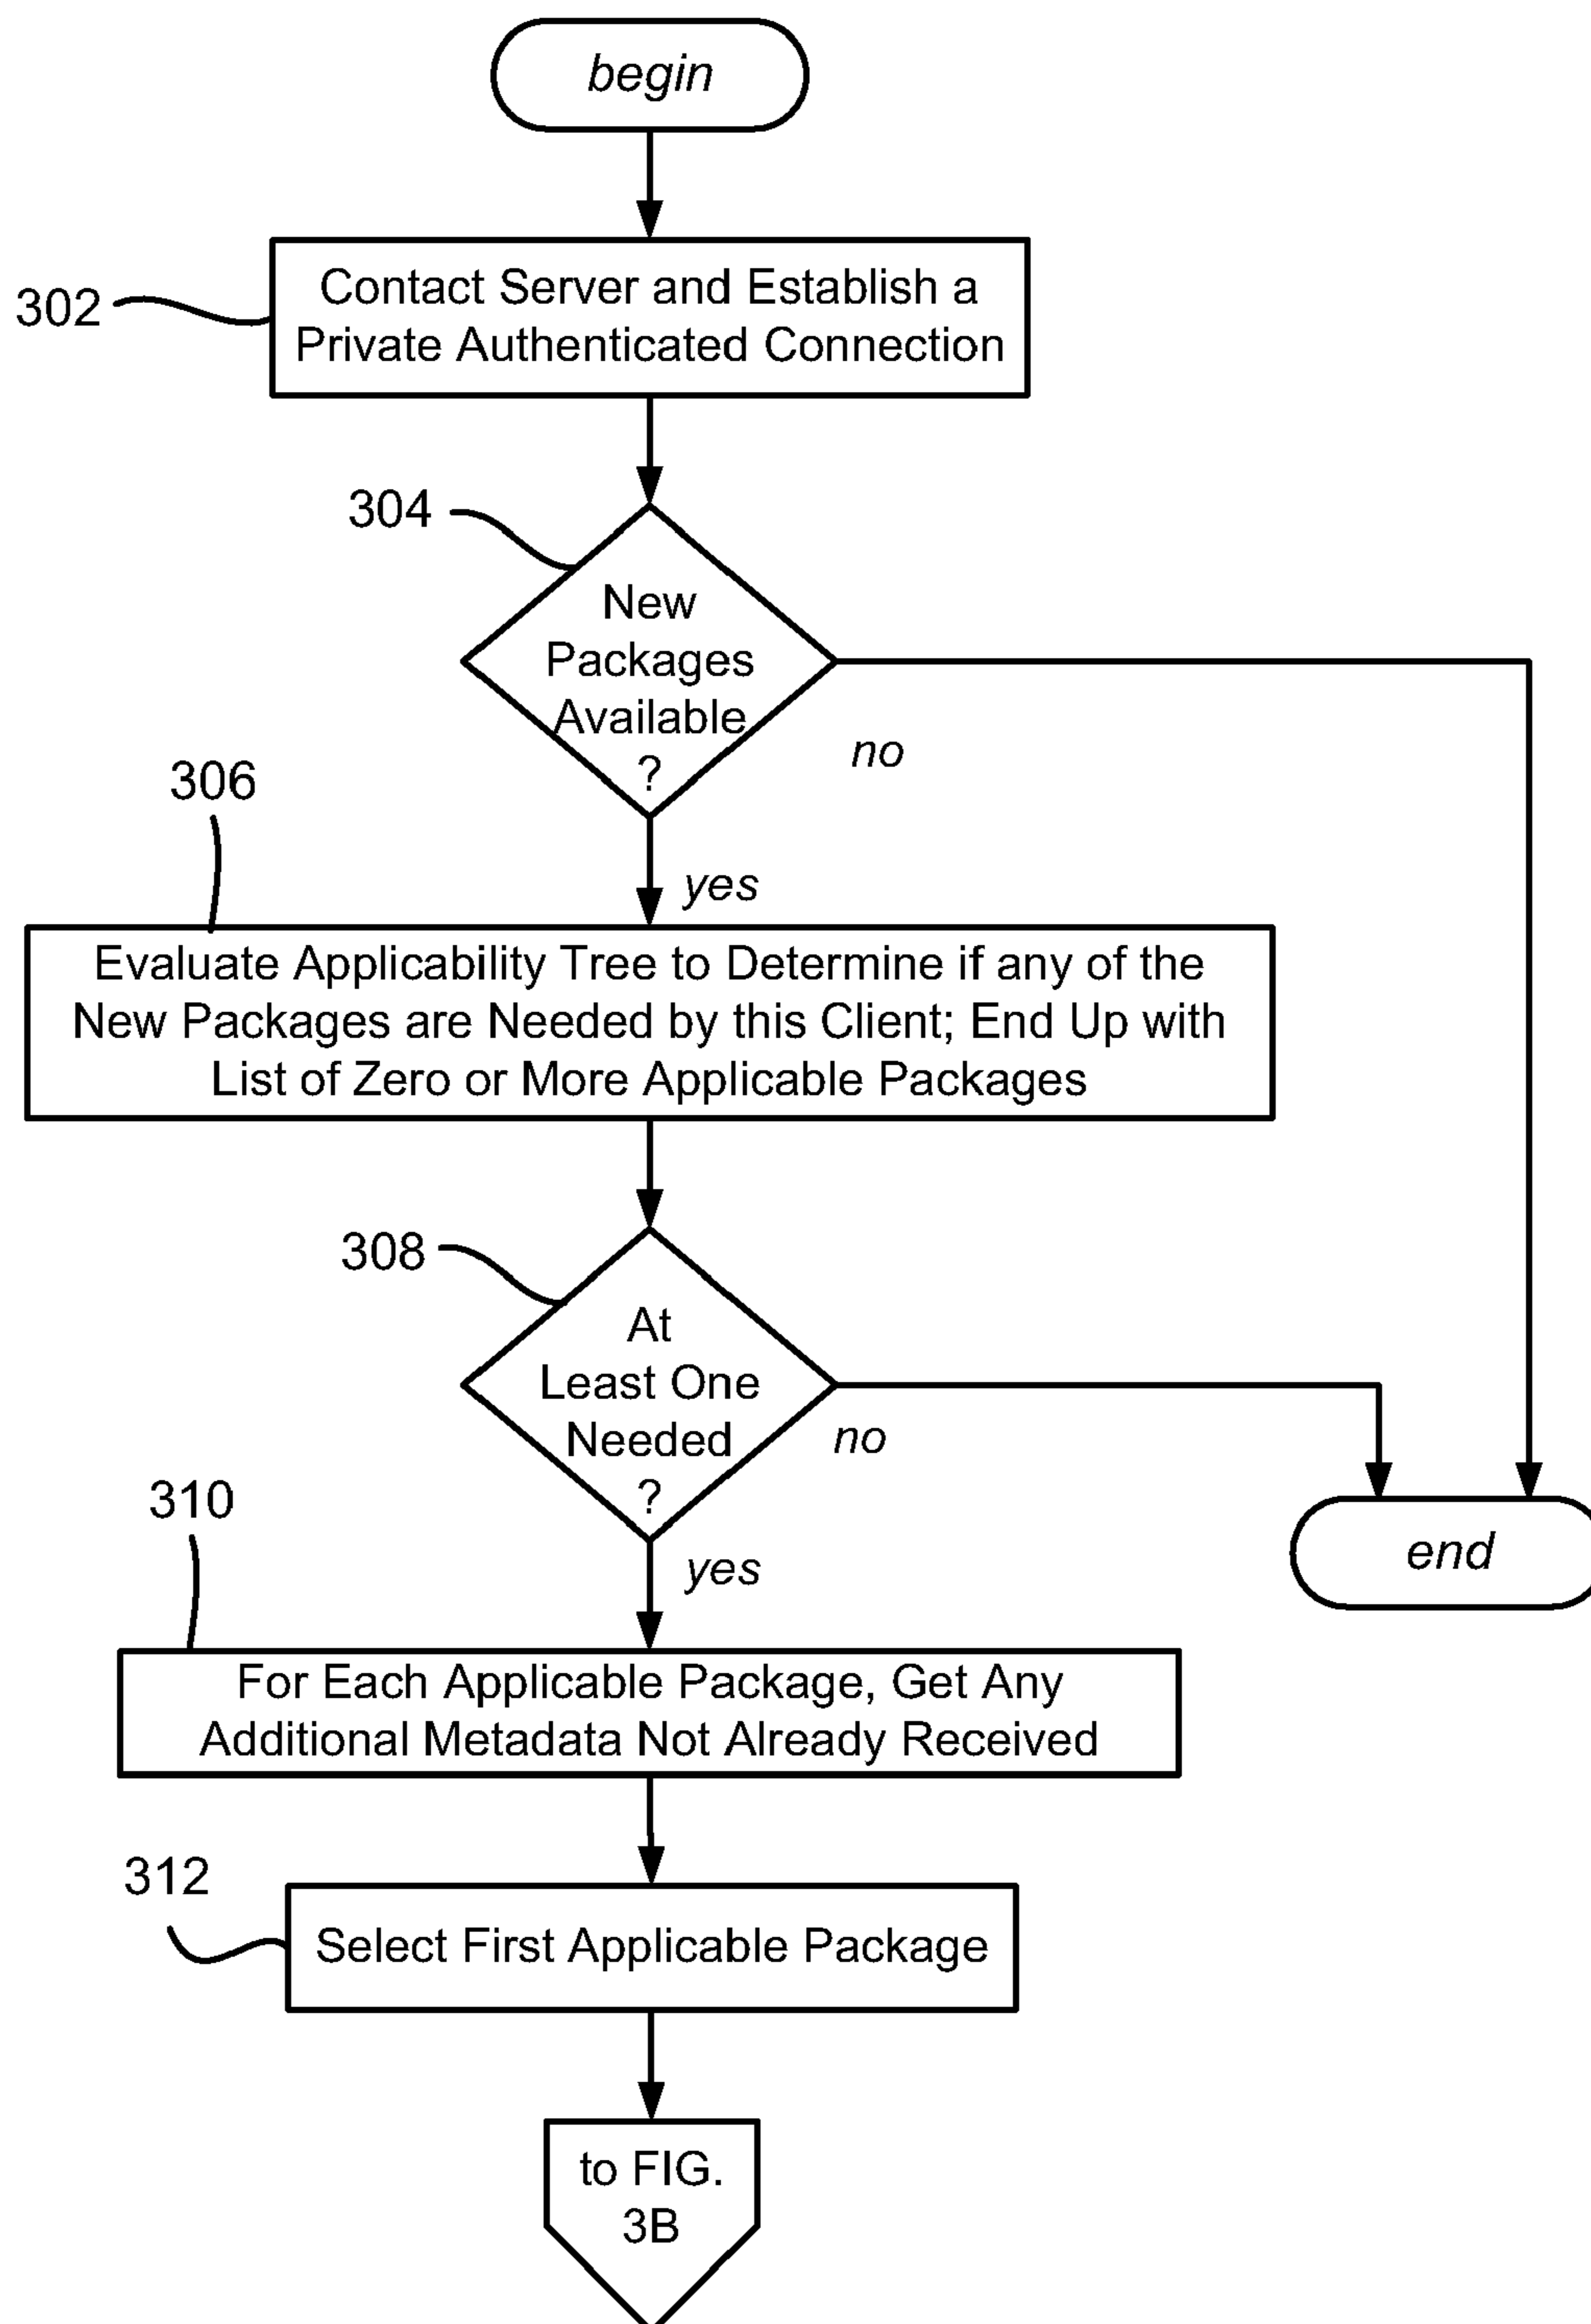 begin
302
Contact Server and Establish a
Private Authenticated Connection
304
New
Packages
Available
?
no
yes
306
Evaluate Applicability Tree to Determine if any of the
New Packages are Needed by this Client; End Up with
List of Zero or More Applicable Packages
308
At
Least One
Needed
?
no
yes
end
310
For Each Applicable Package, Get Any
Additional Metadata Not Already Received
312
Select First Applicable Package
to FIG.
3B